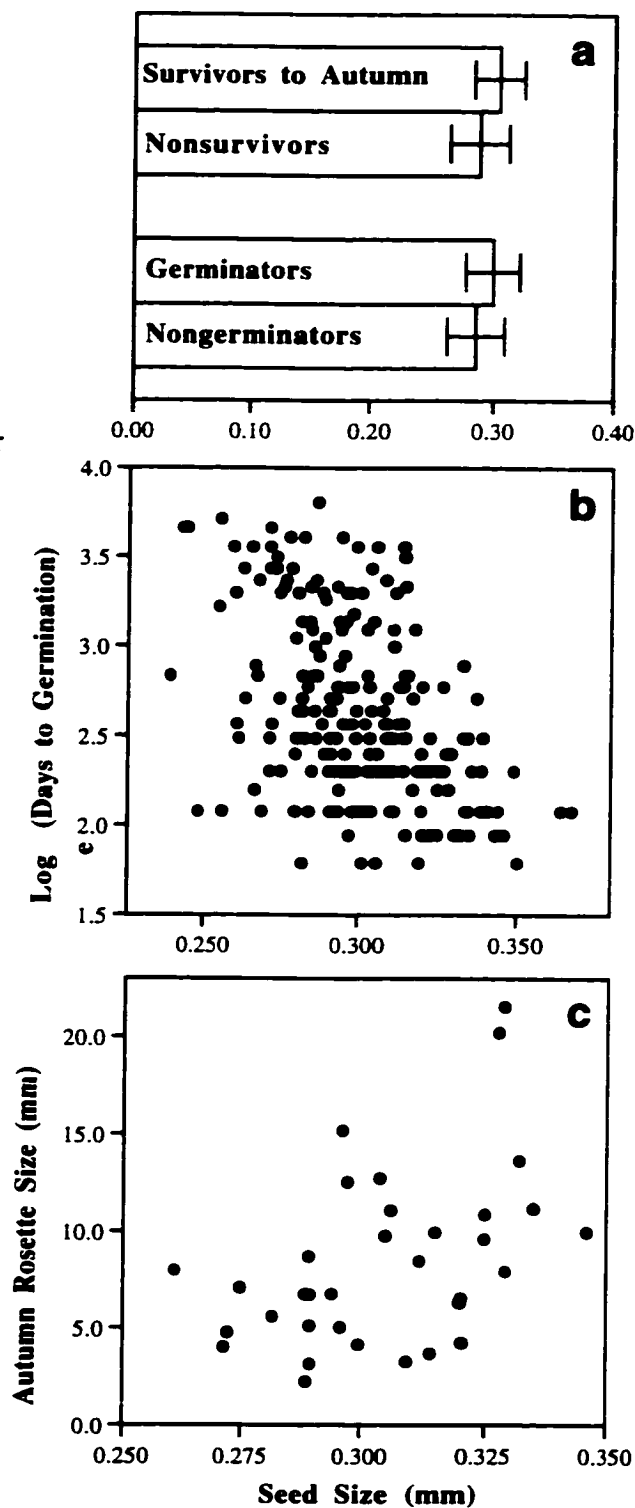 a
Survivors to Autumn
Nonsurvivors
Germinators
Nongerminators
0.00 0.10 0.20 0.30 0.40
b
Log e (Days to Germination)
4.0
3.5
3.0
2.5
2.0
1.5
0.250 0.300 0.350
c
Autumn Rosette Size (mm)
20.0
15.0
10.0
5.0
0.0
0.250 0.275 0.300 0.325 0.350
Seed Size (mm)